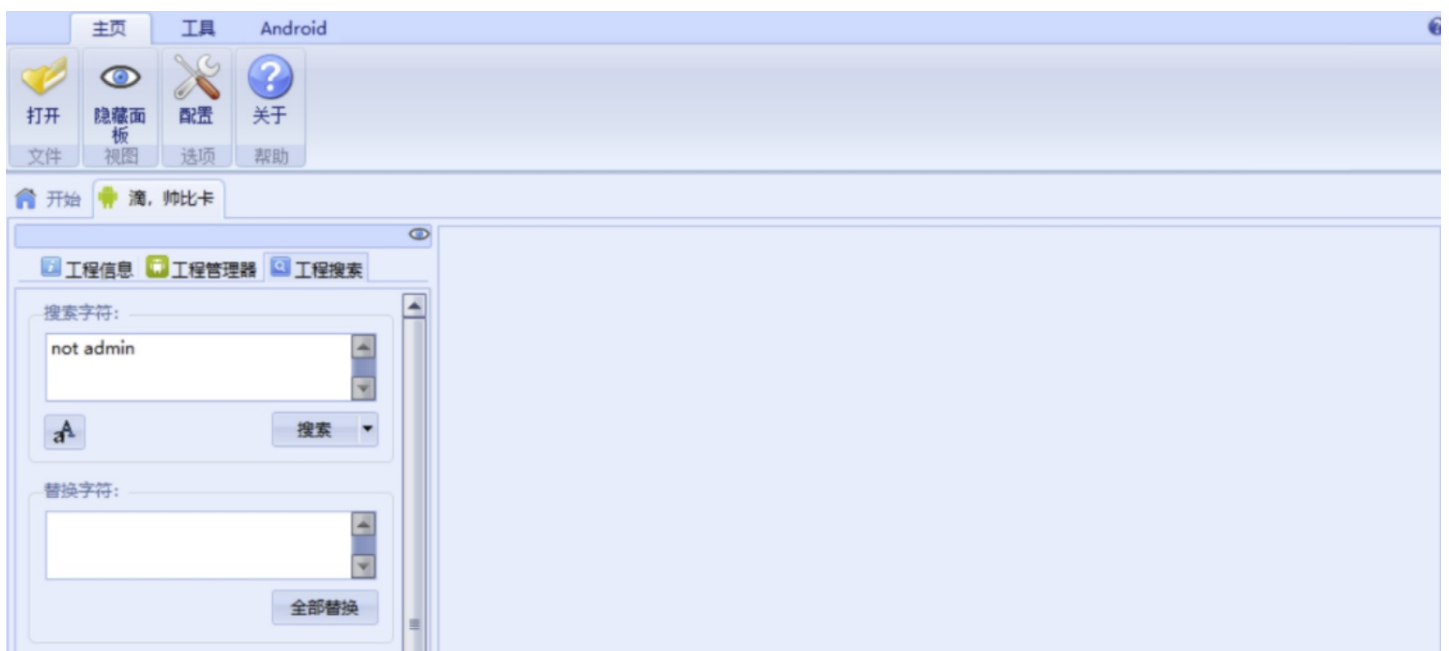 主页 工具 Android
打开 隐藏面板 配置 关于
文件 视图 选项 帮助
开始 滴，帅比卡
工程信息 工程管理器 工程搜索
搜索字符:
not admin
aA 搜索
替换字符:
全部替换